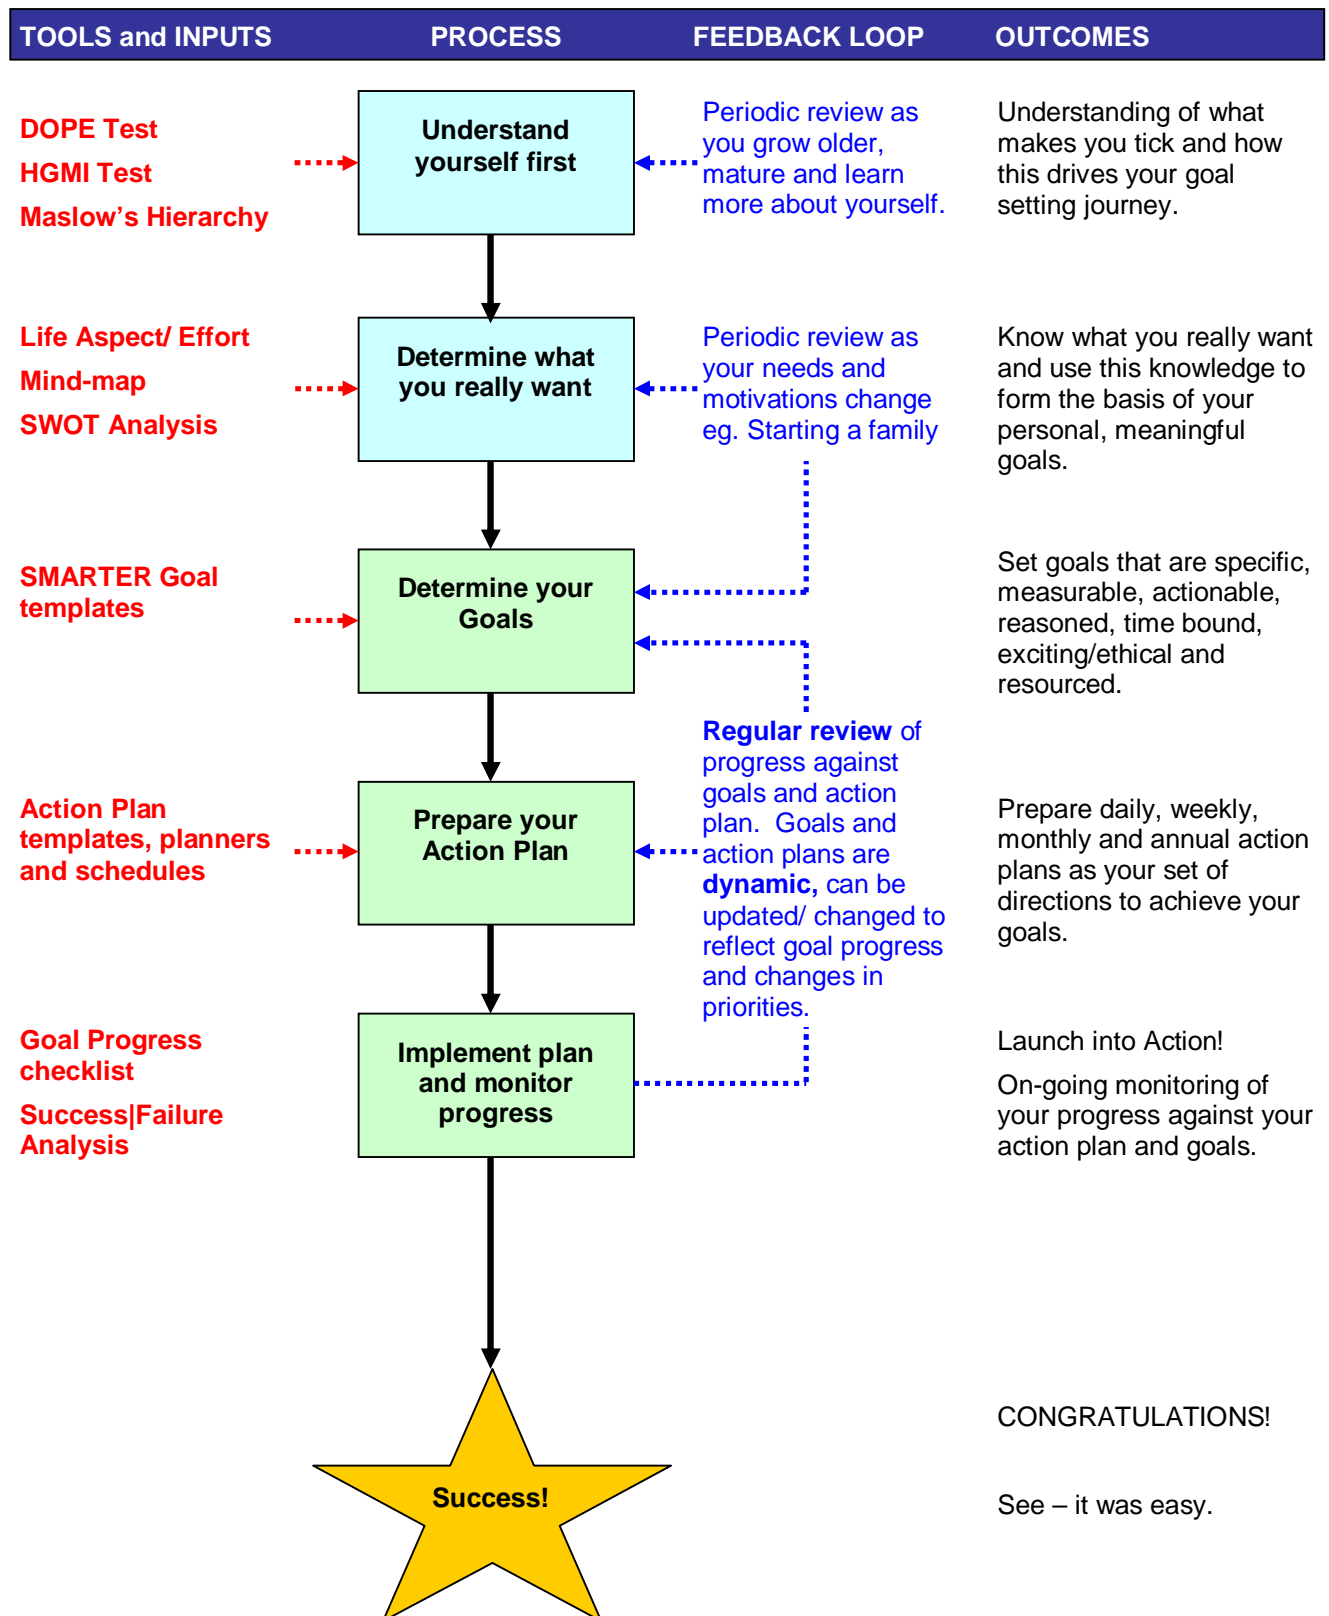 TOOLS and INPUTS PROCESS FEEDBACK LOOP OUTCOMES
DOPE Test
HGMI Test
Maslow's Hierarchy
Understand
yourself first
Periodic review as
you grow older,
mature and learn
more about yourself.
Understanding of what
makes you tick and how
this drives your goal
setting journey.
Life Aspect/ Effort
Mind-map
SWOT Analysis
Determine what
you really want
Periodic review as
your needs and
motivations change
eg. Starting a family
Know what you really want
and use this knowledge to
form the basis of your
personal, meaningful
goals.
SMARTER Goal
templates
Determine your
Goals
Set goals that are specific,
measurable, actionable,
reasoned, time bound,
exciting/ethical and
resourced.
Regular review of
progress against
goals and action
plan.  Goals and
action plans are
dynamic, can be
updated/ changed to
reflect goal progress
and changes in
priorities.
Action Plan
templates, planners
and schedules
Prepare your
Action Plan
Prepare daily, weekly,
monthly and annual action
plans as your set of
directions to achieve your
goals.
Goal Progress
checklist
Success|Failure
Analysis
Implement plan
and monitor
progress
Launch into Action!
On-going monitoring of
your progress against your
action plan and goals.
Success!
CONGRATULATIONS!
See – it was easy.